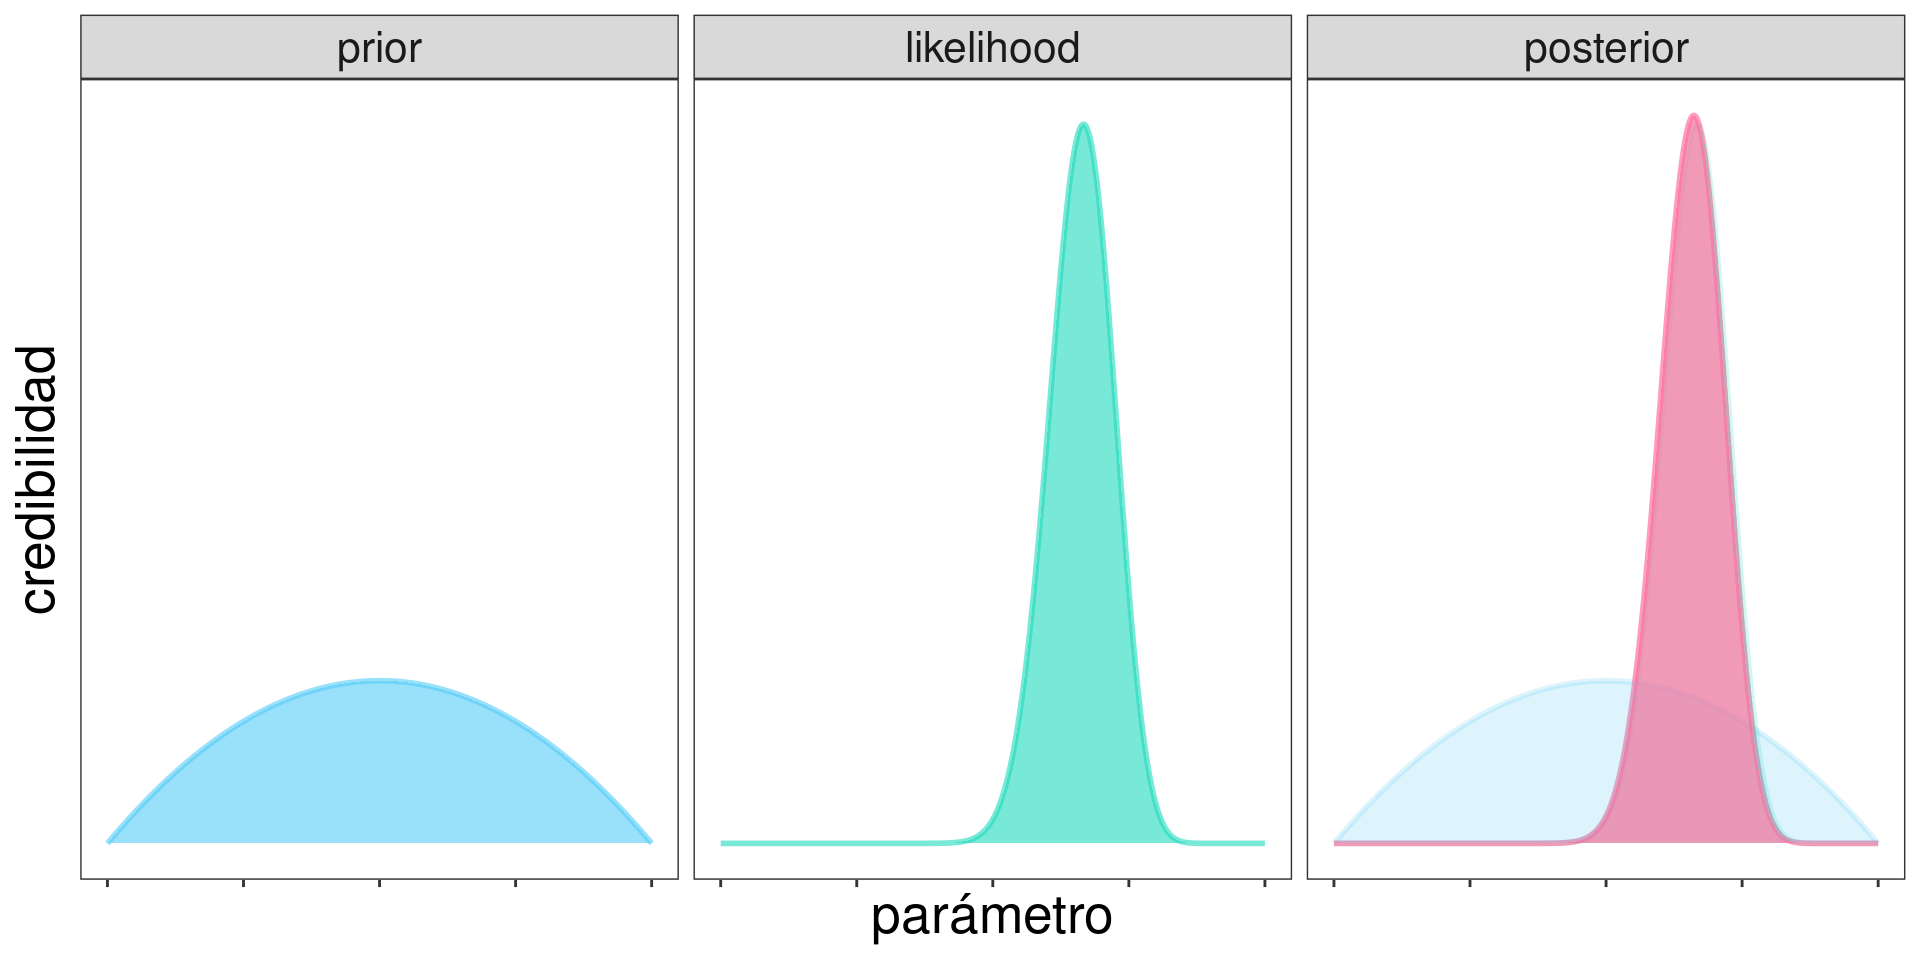 prior
likelihood
posterior
credibilidad
parámetro